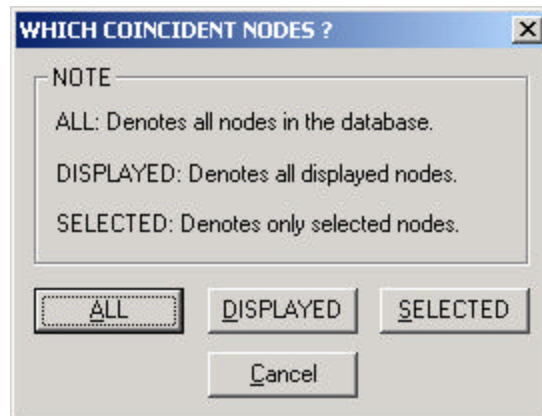 WHICH COINCIDENT NODES ?
NOTE
ALL: Denotes all nodes in the database.
DISPLAYED: Denotes all displayed nodes.
SELECTED: Denotes only selected nodes.
ALL
DISPLAYED
SELECTED
Cancel